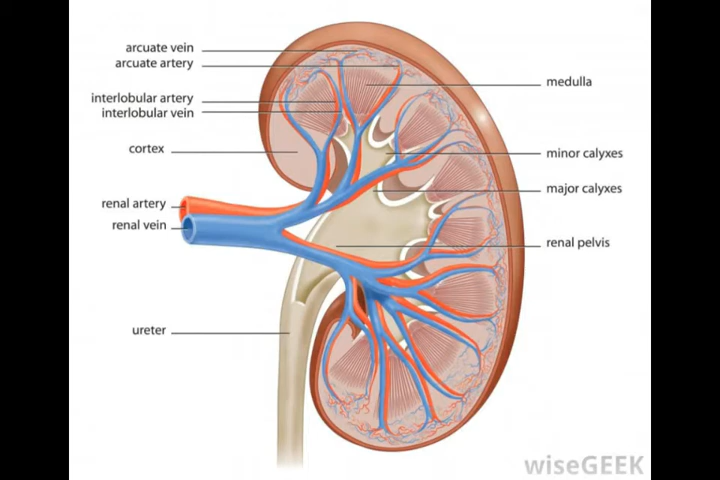 arcuate vein
arcuate artery
interlobular artery
interlobular vein
cortex
renal artery
renal vein
ureter
medulla
minor calyxes
major calyxes
renal pelvis
wiseGEEK